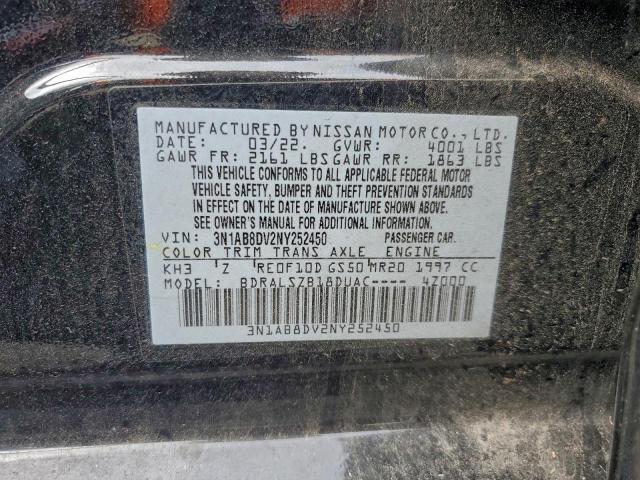 MANUFACTURED BY NISSAN MOTOR CO., LTD.
DATE: 03/22. GVWR: 4001 LBS
GAWR FR: 2161 LBS GAWR RR: 1863 LBS
THIS VEHICLE CONFORMS TO ALL APPLICABLE FEDERAL MOTOR
VEHICLE SAFETY, BUMPER AND THEFT PREVENTION STANDARDS
IN EFFECT ON THE DATE OF MANUFACTURE SHOWN ABOVE.
SEE OWNER'S MANUAL FOR ADDITIONAL INFORMATION.
VIN: 3N1AB8DV2NY252450 PASSENGER CAR.
COLOR TRIM TRANS AXLE ENGINE
KH3 Z RE0F10D GS50 MR20 1997 CC
MODEL: BDRALSZB18DUAC---- 4Z000
3N1AB8DV2NY252450